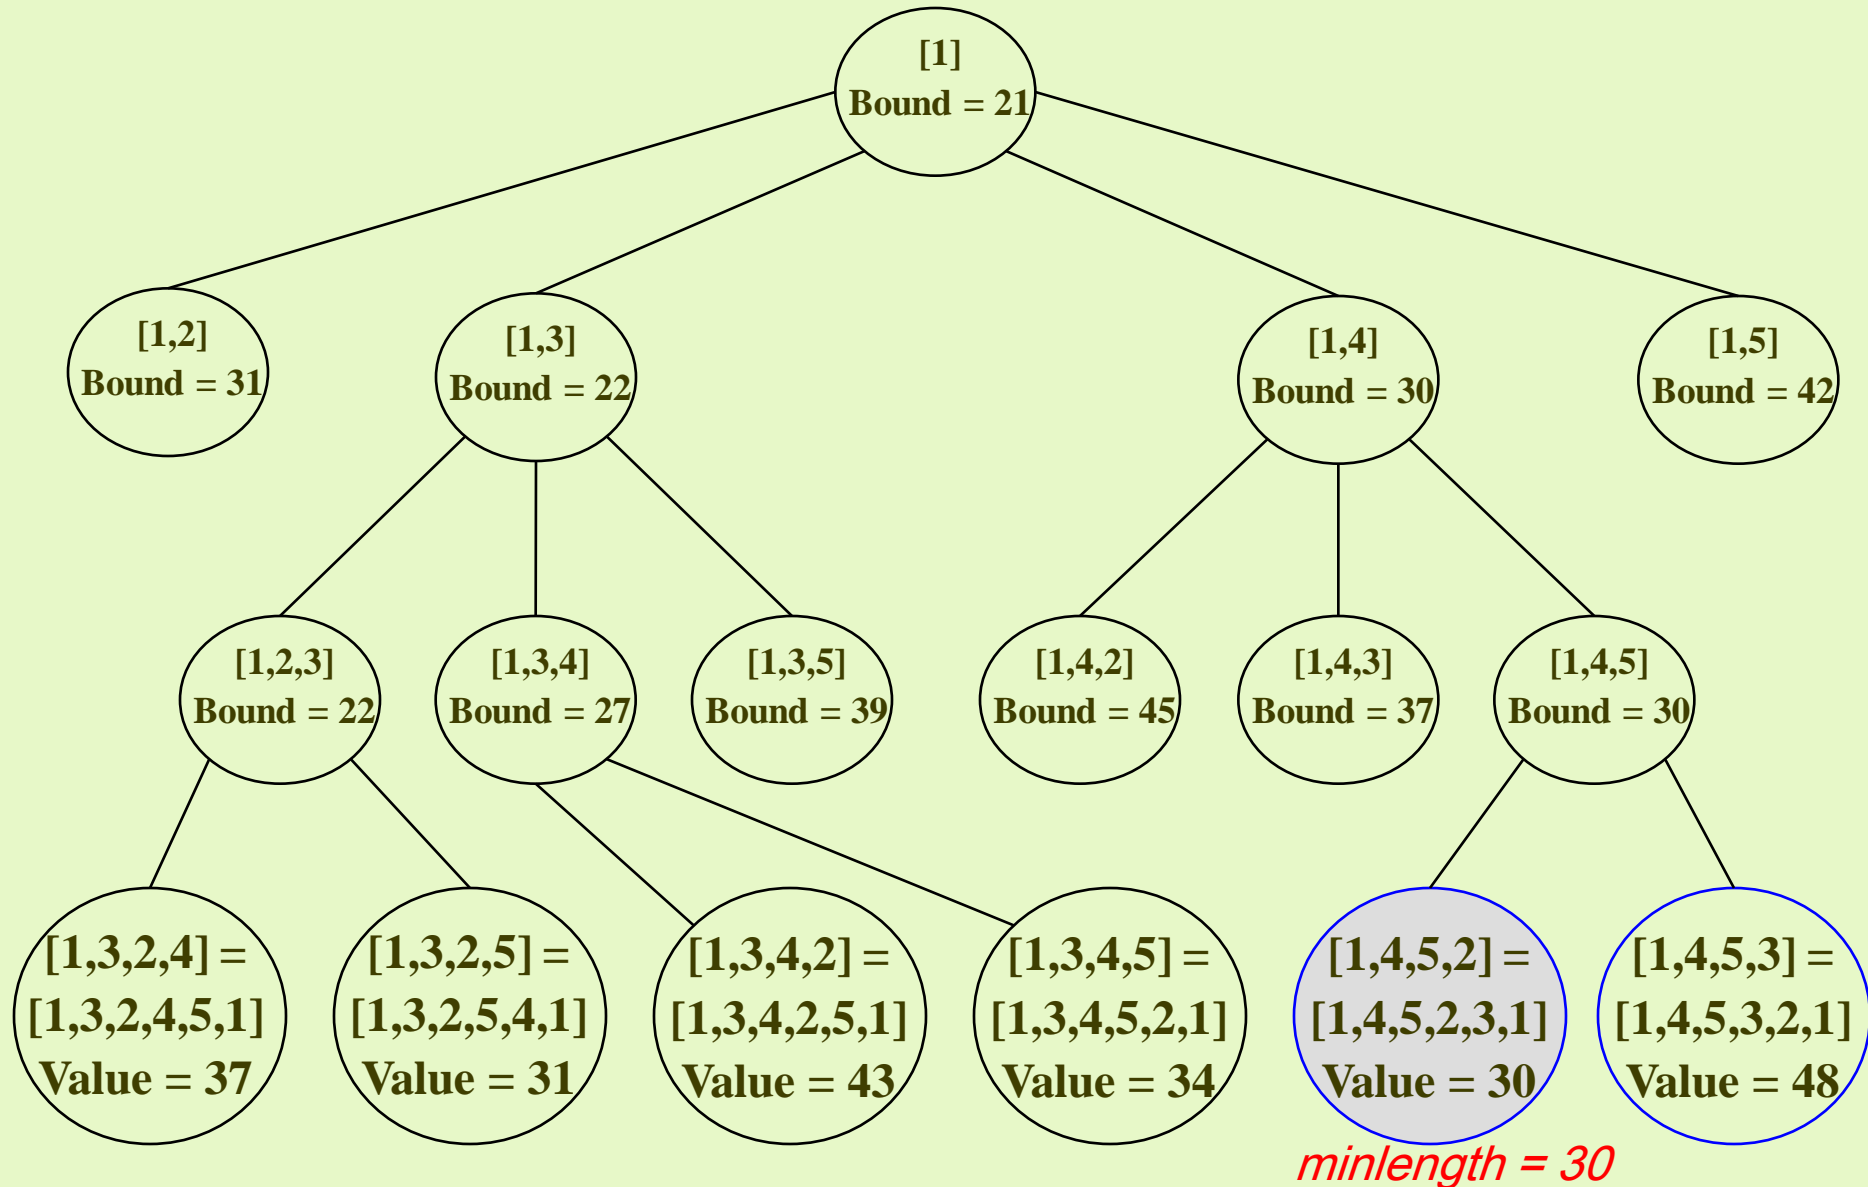 [1]
Bound = 21
[1,2]
Bound = 31
[1,3]
Bound = 22
[1,4]
Bound = 30
[1,5]
Bound = 42
[1,2,3]
Bound = 22
[1,3,4]
Bound = 27
[1,3,5]
Bound = 39
[1,4,2]
Bound = 45
[1,4,3]
Bound = 37
[1,4,5]
Bound = 30
[1,3,2,4] =
[1,3,2,4,5,1]
Value = 37
[1,3,2,5] =
[1,3,2,5,4,1]
Value = 31
[1,3,4,2] =
[1,3,4,2,5,1]
Value = 43
[1,3,4,5] =
[1,3,4,5,2,1]
Value = 34
[1,4,5,2] =
[1,4,5,2,3,1]
Value = 30
[1,4,5,3] =
[1,4,5,3,2,1]
Value = 48
minlength = 30